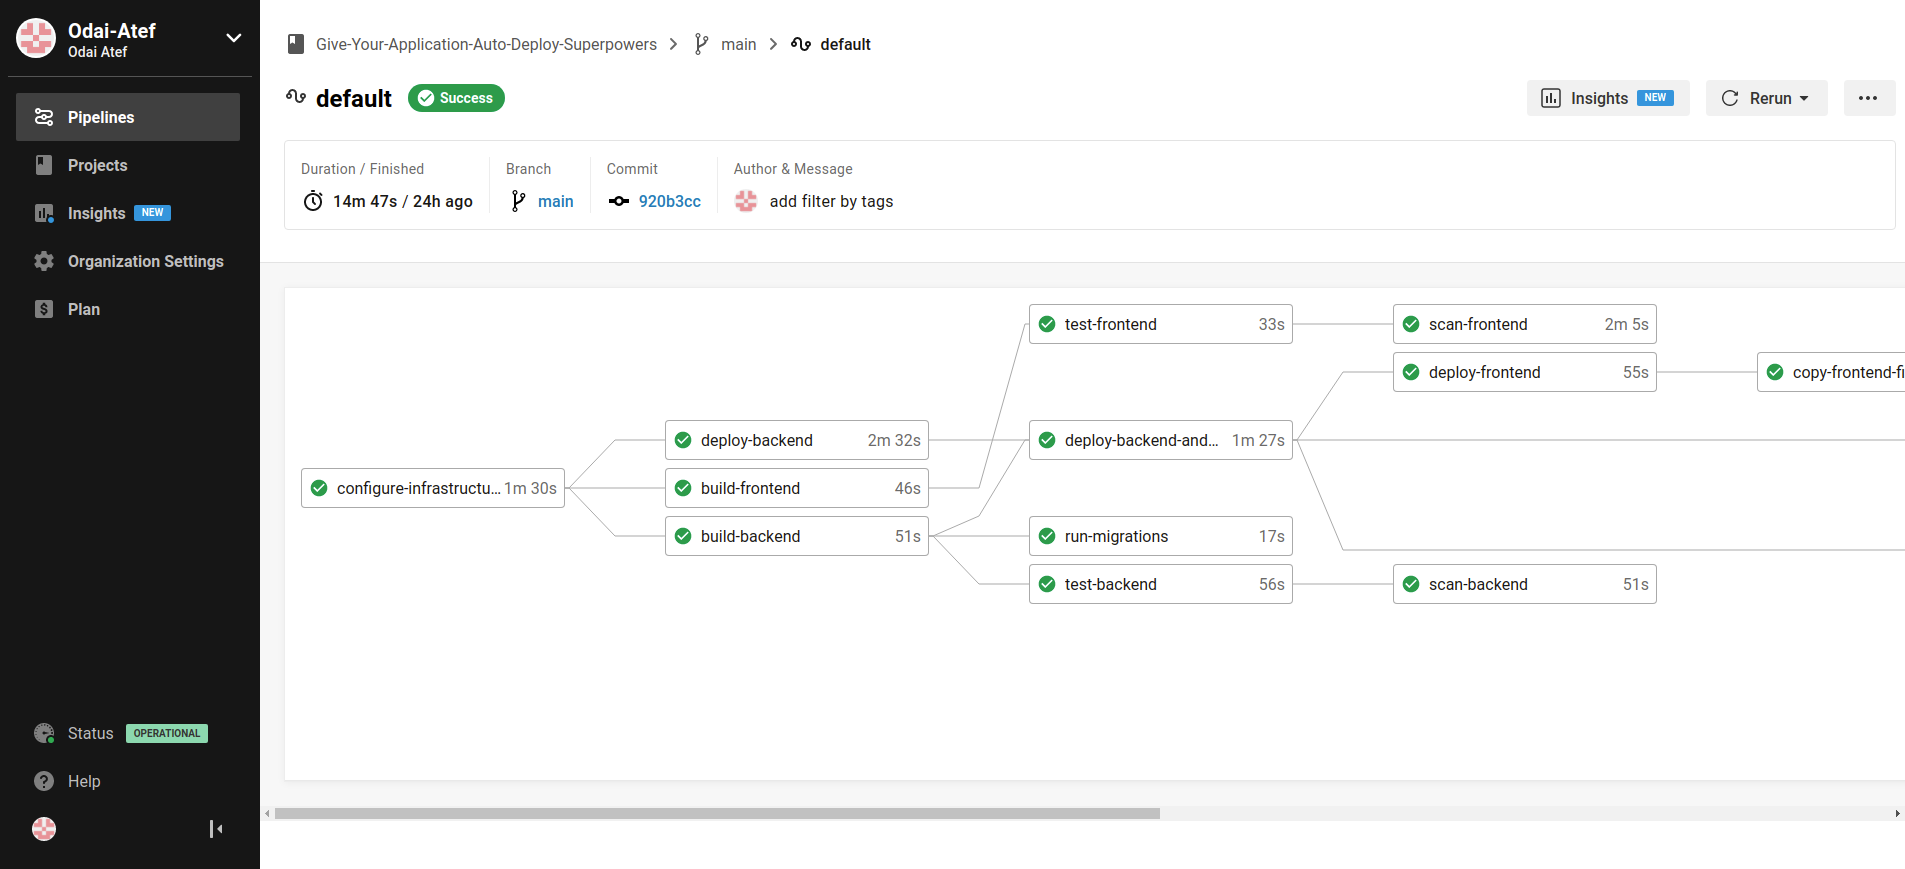 Odai-Atef
Odai Atef
Pipelines
Projects
Insights NEW
Organization Settings
Plan
Status OPERATIONAL
Help
Give-Your-Application-Auto-Deploy-Superpowers > main > default
default Success
Insights NEW Rerun
Duration / Finished Branch Commit Author & Message
14m 47s / 24h ago main 920b3cc add filter by tags
test-frontend 33s
scan-frontend 2m 5s
deploy-frontend 55s
copy-frontend-fi
deploy-backend 2m 32s
deploy-backend-and... 1m 27s
configure-infrastructu... 1m 30s
build-frontend 46s
build-backend 51s
run-migrations 17s
test-backend 56s
scan-backend 51s